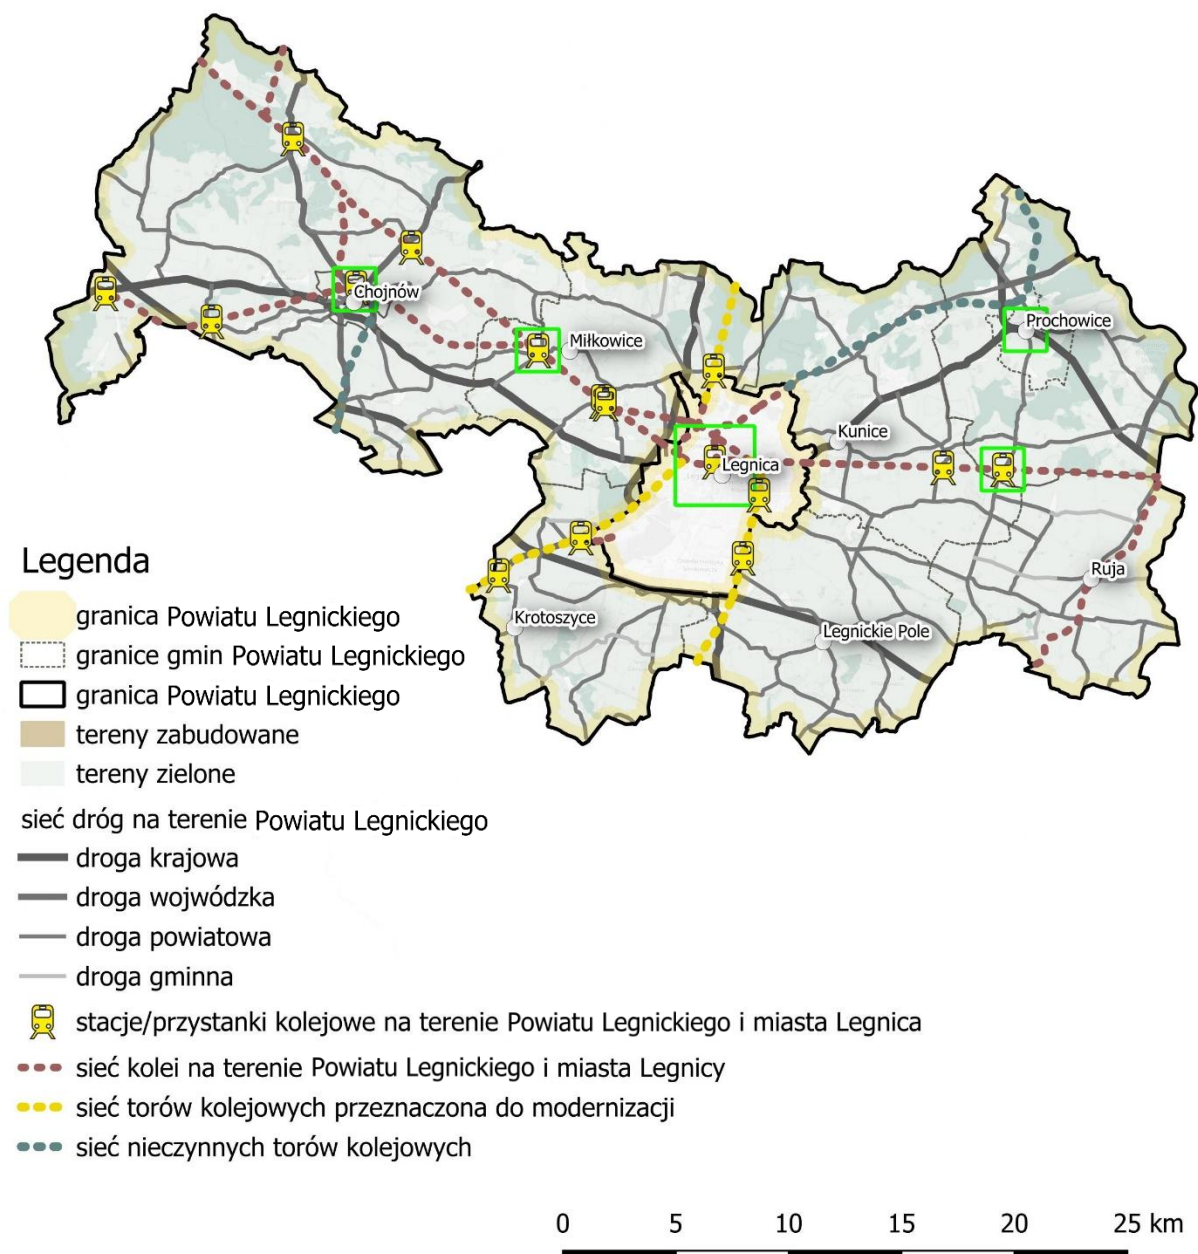 Chojnów
Miłkowice
Prochowice
Kunice
Legnica
Ruja
Krotoszyce
Legnickie Pole
Legenda
granica Powiatu Legnickiego
granice gmin Powiatu Legnickiego
granica Powiatu Legnickiego
tereny zabudowane
tereny zielone
sieć dróg na terenie Powiatu Legnickiego
droga krajowa
droga wojwódzka
droga powiatowa
droga gminna
stacje/przystanki kolejowe na terenie Powiatu Legnickiego i miasta Legnica
sieć kolei na terenie Powiatu Legnickiego i miasta Legnicy
sieć torów kolejowych przeznaczona do modernizacji
sieć nieczynnych torów kolejowych
0 5 10 15 20 25 km